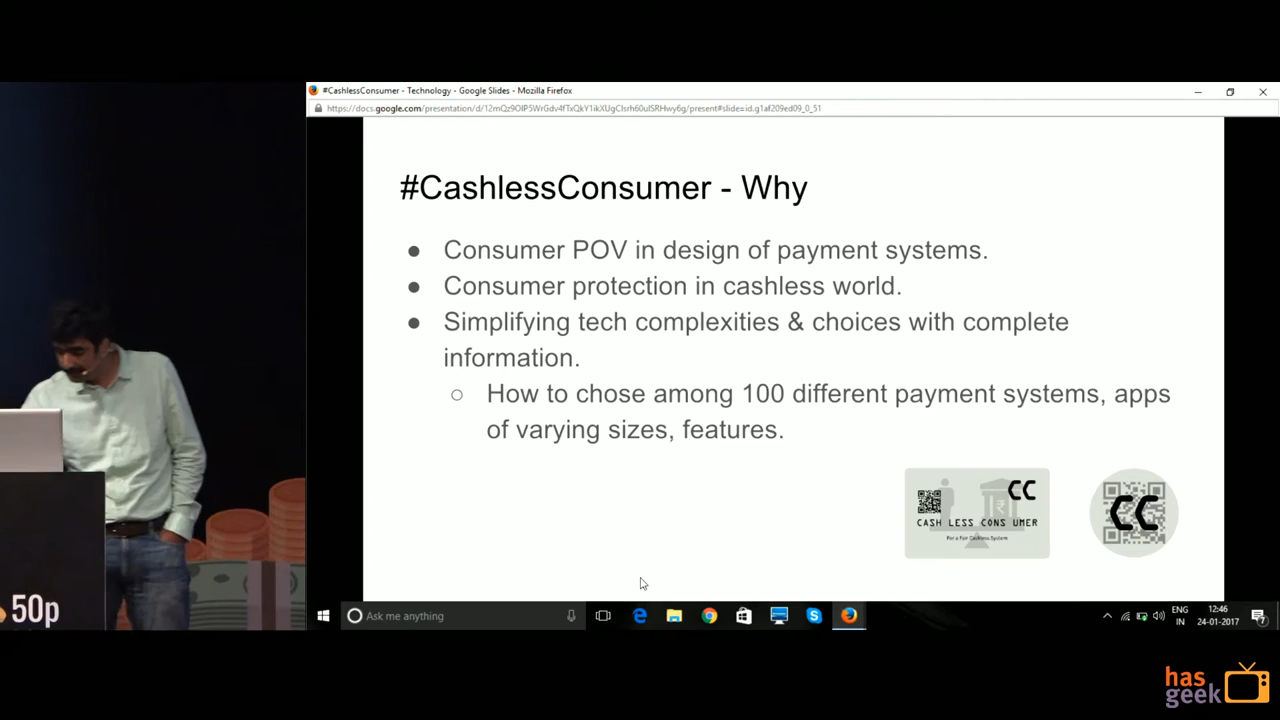 #CashlessConsumer - Technology - Google Slides - Mozilla Firefox
#CashlessConsumer - Why
● Consumer POV in design of payment systems.
● Consumer protection in cashless world.
● Simplifying tech complexities & choices with complete
information.
○ How to chose among 100 different payment systems, apps
of varying sizes, features.
CC
CASH LESS CONS UMER
For a Fair Cashless System
CC
50p
Ask me anything
ENG
IN
12:46
24-01-2017
has
geek